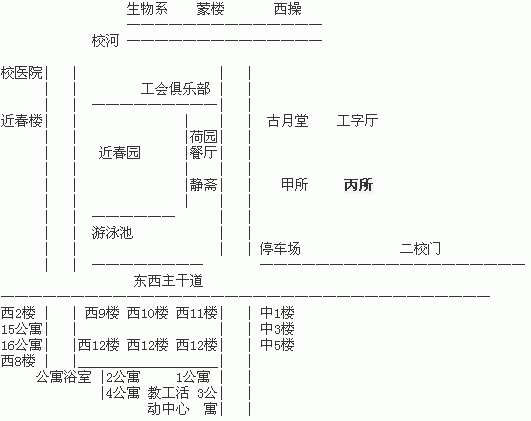 生物系 蒙楼 西操
校河
校医院
工会俱乐部
近春楼 古月堂 工字厅
荷园
近春园 餐厅
静斋 甲所 丙所
游泳池
停车场 二校门
东西主干道
西2楼 西9楼 西10楼 西11楼 中1楼
15公寓 中3楼
16公寓 西12楼 西12楼 西12楼 中5楼
西8楼
公寓浴室 2公寓 1公寓
4公寓 教工活 3公
动中心 寓